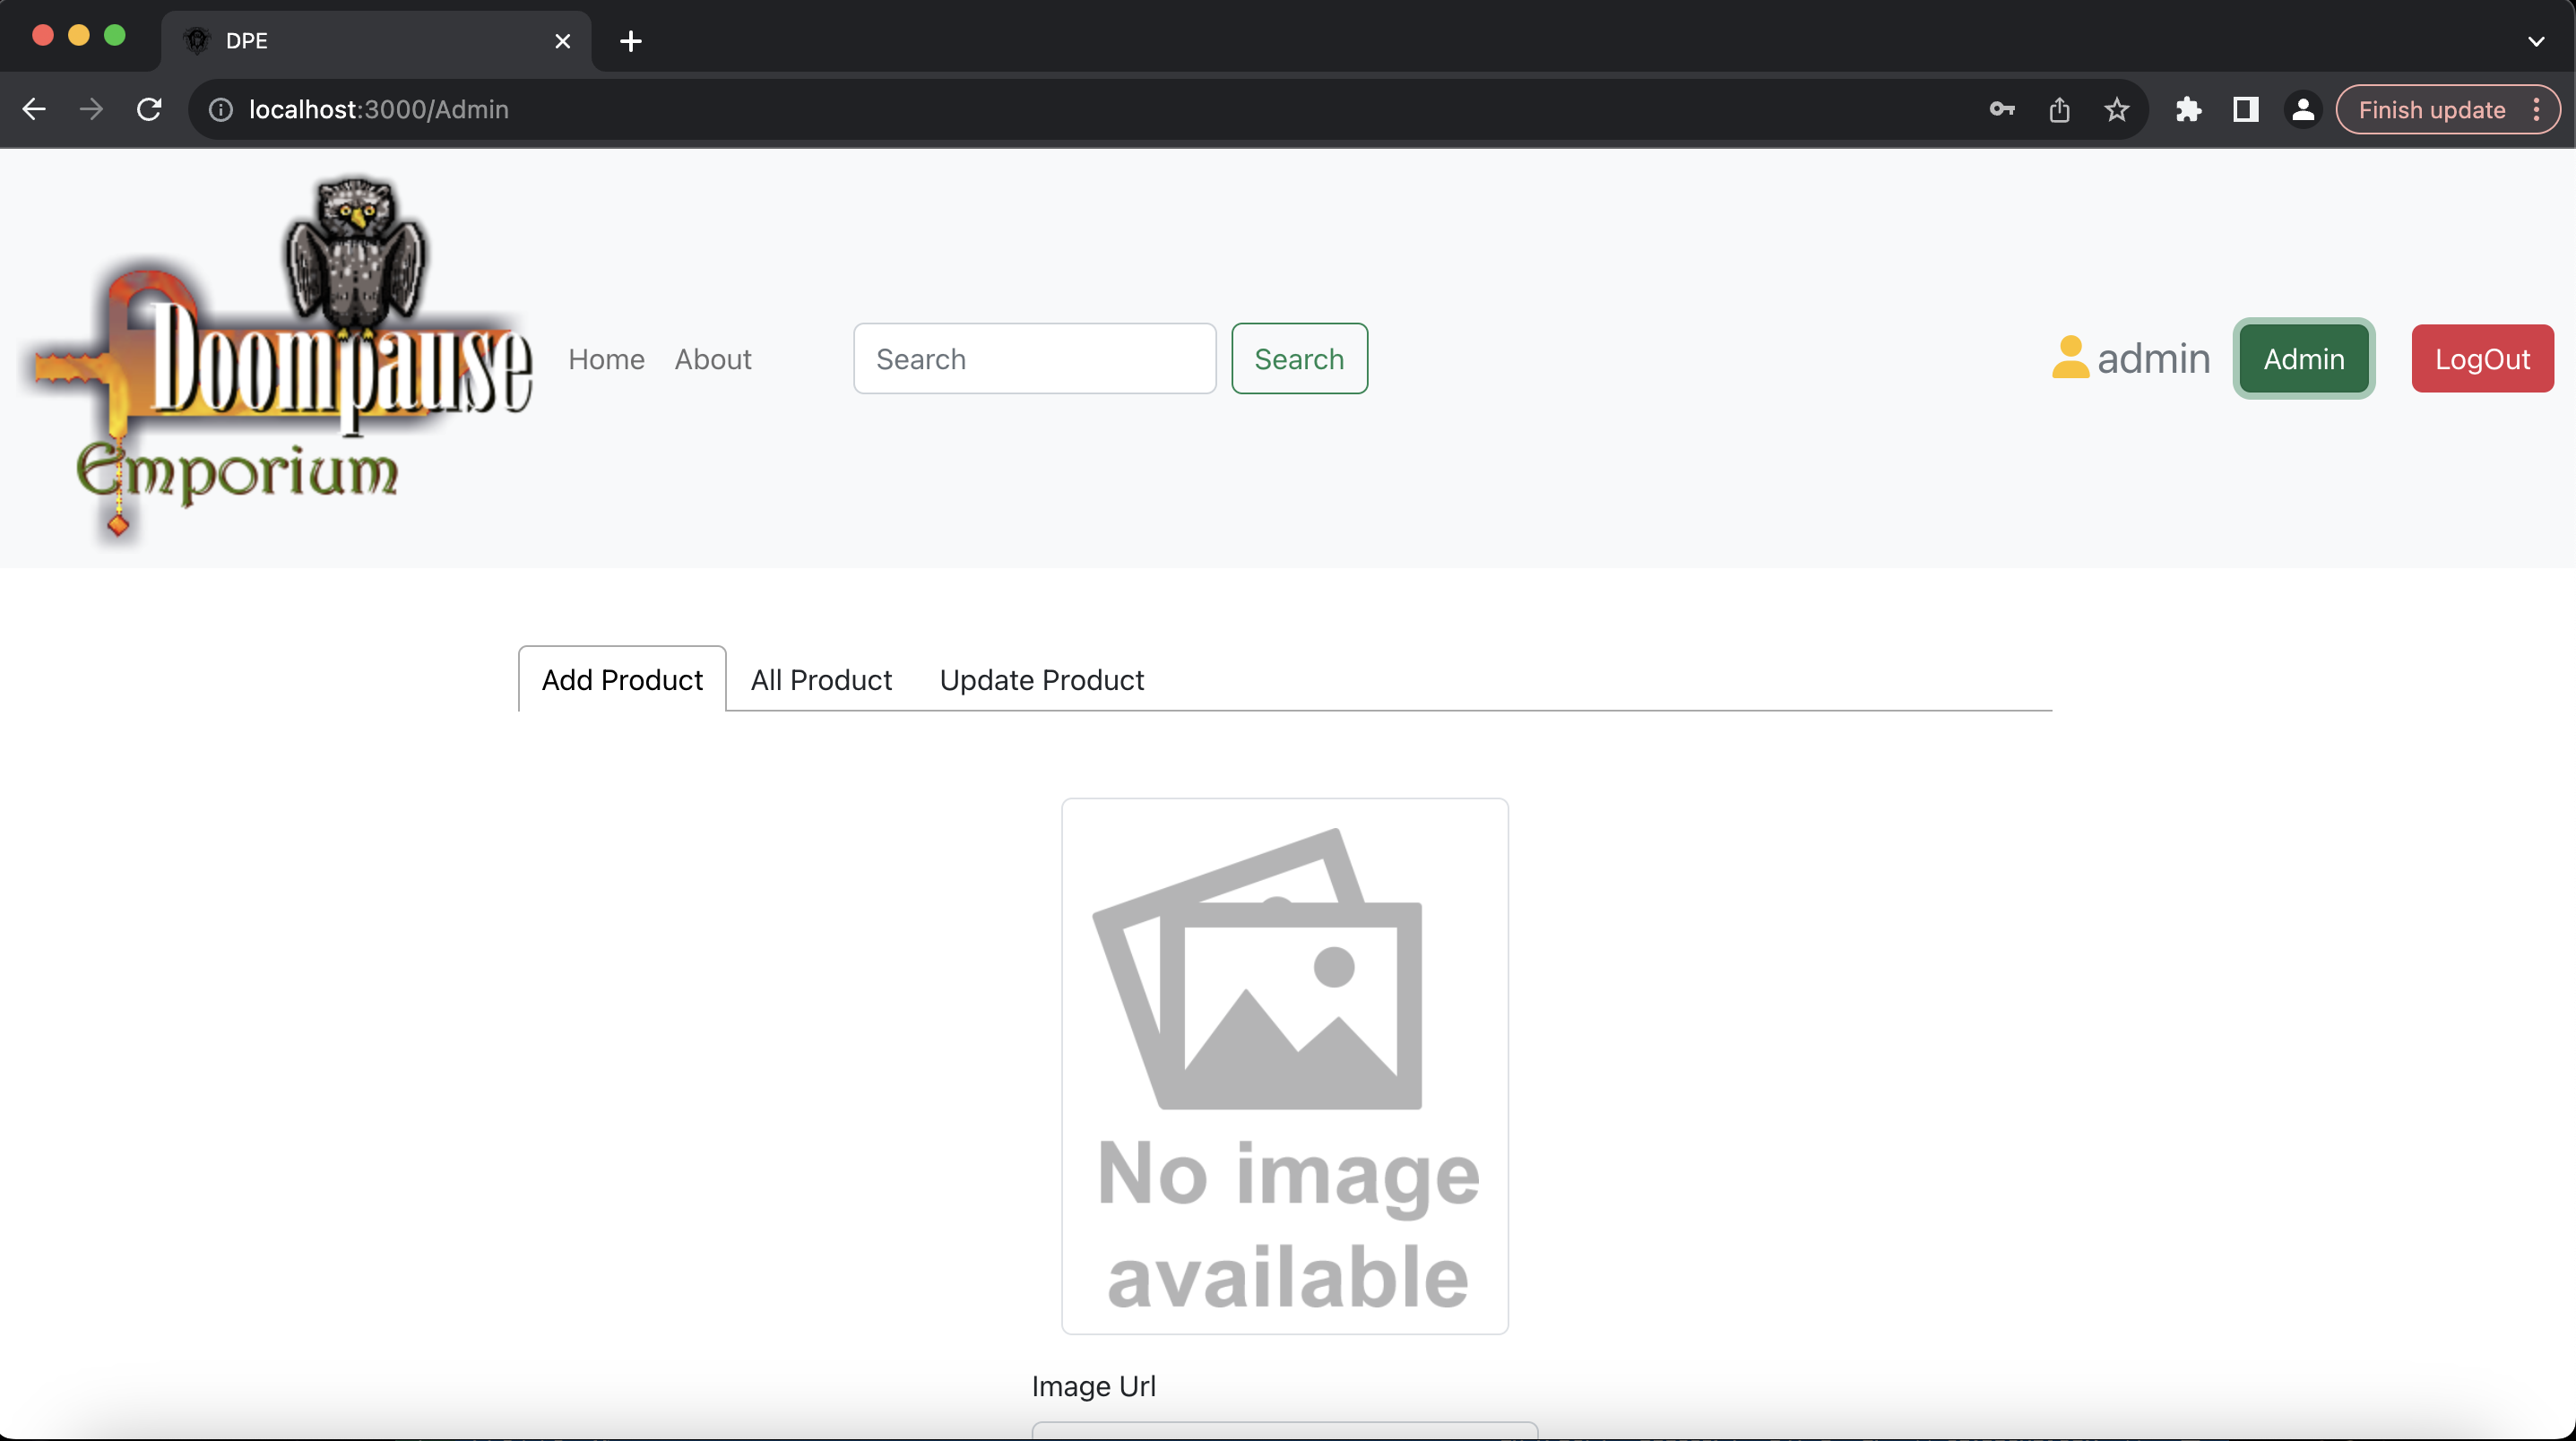 DPE
localhost:3000/Admin
Finish update
Doompause
Emporium
Home
About
Search
Search
admin
Admin
LogOut
Add Product
All Product
Update Product
No image
available
Image Url